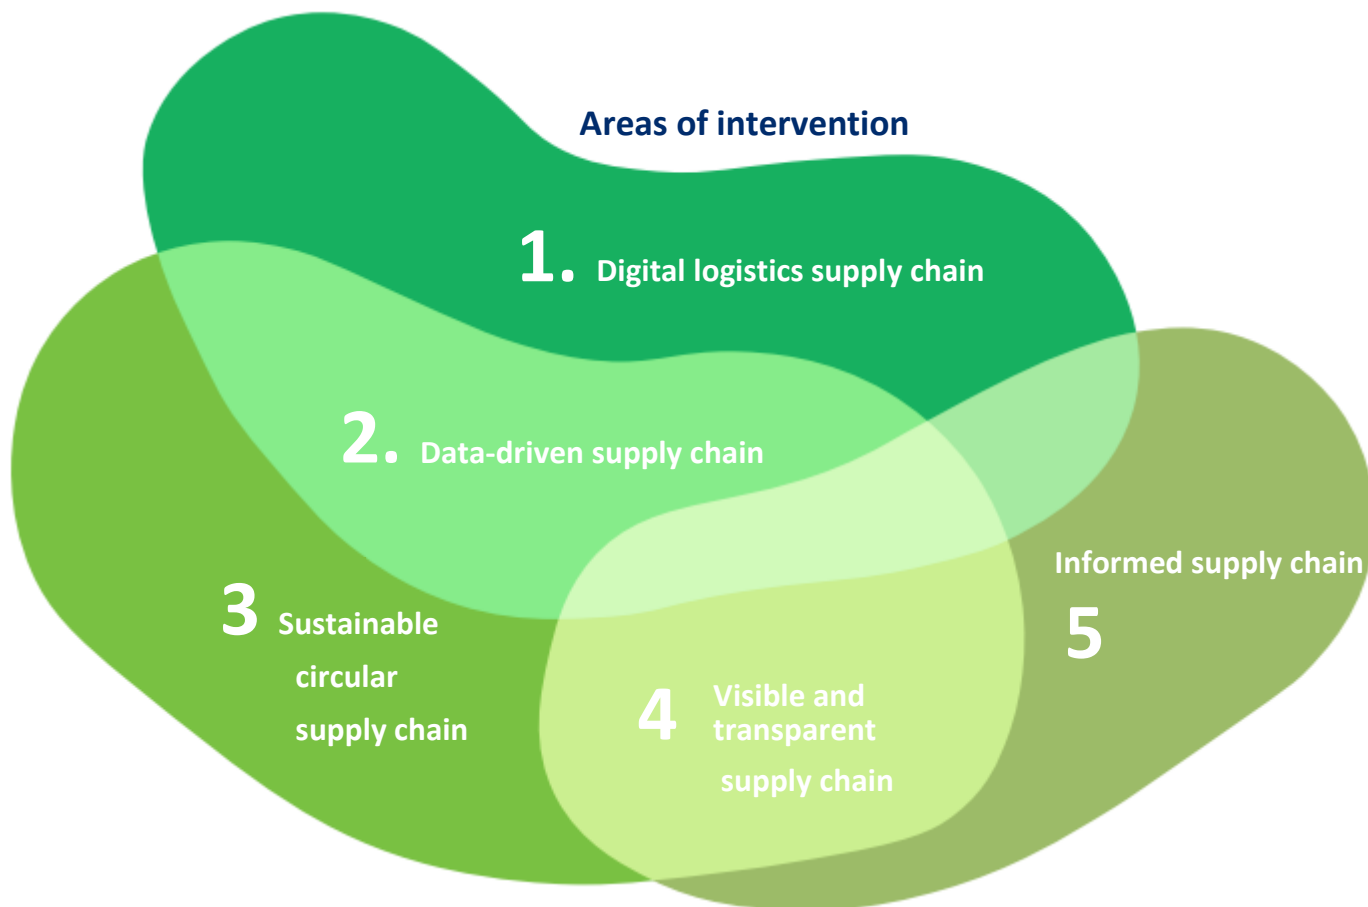 Areas of intervention
1. Digital logistics supply chain
2. Data-driven supply chain
3 Sustainable
circular
supply chain
4 Visible and
transparent
supply chain
Informed supply chain
5